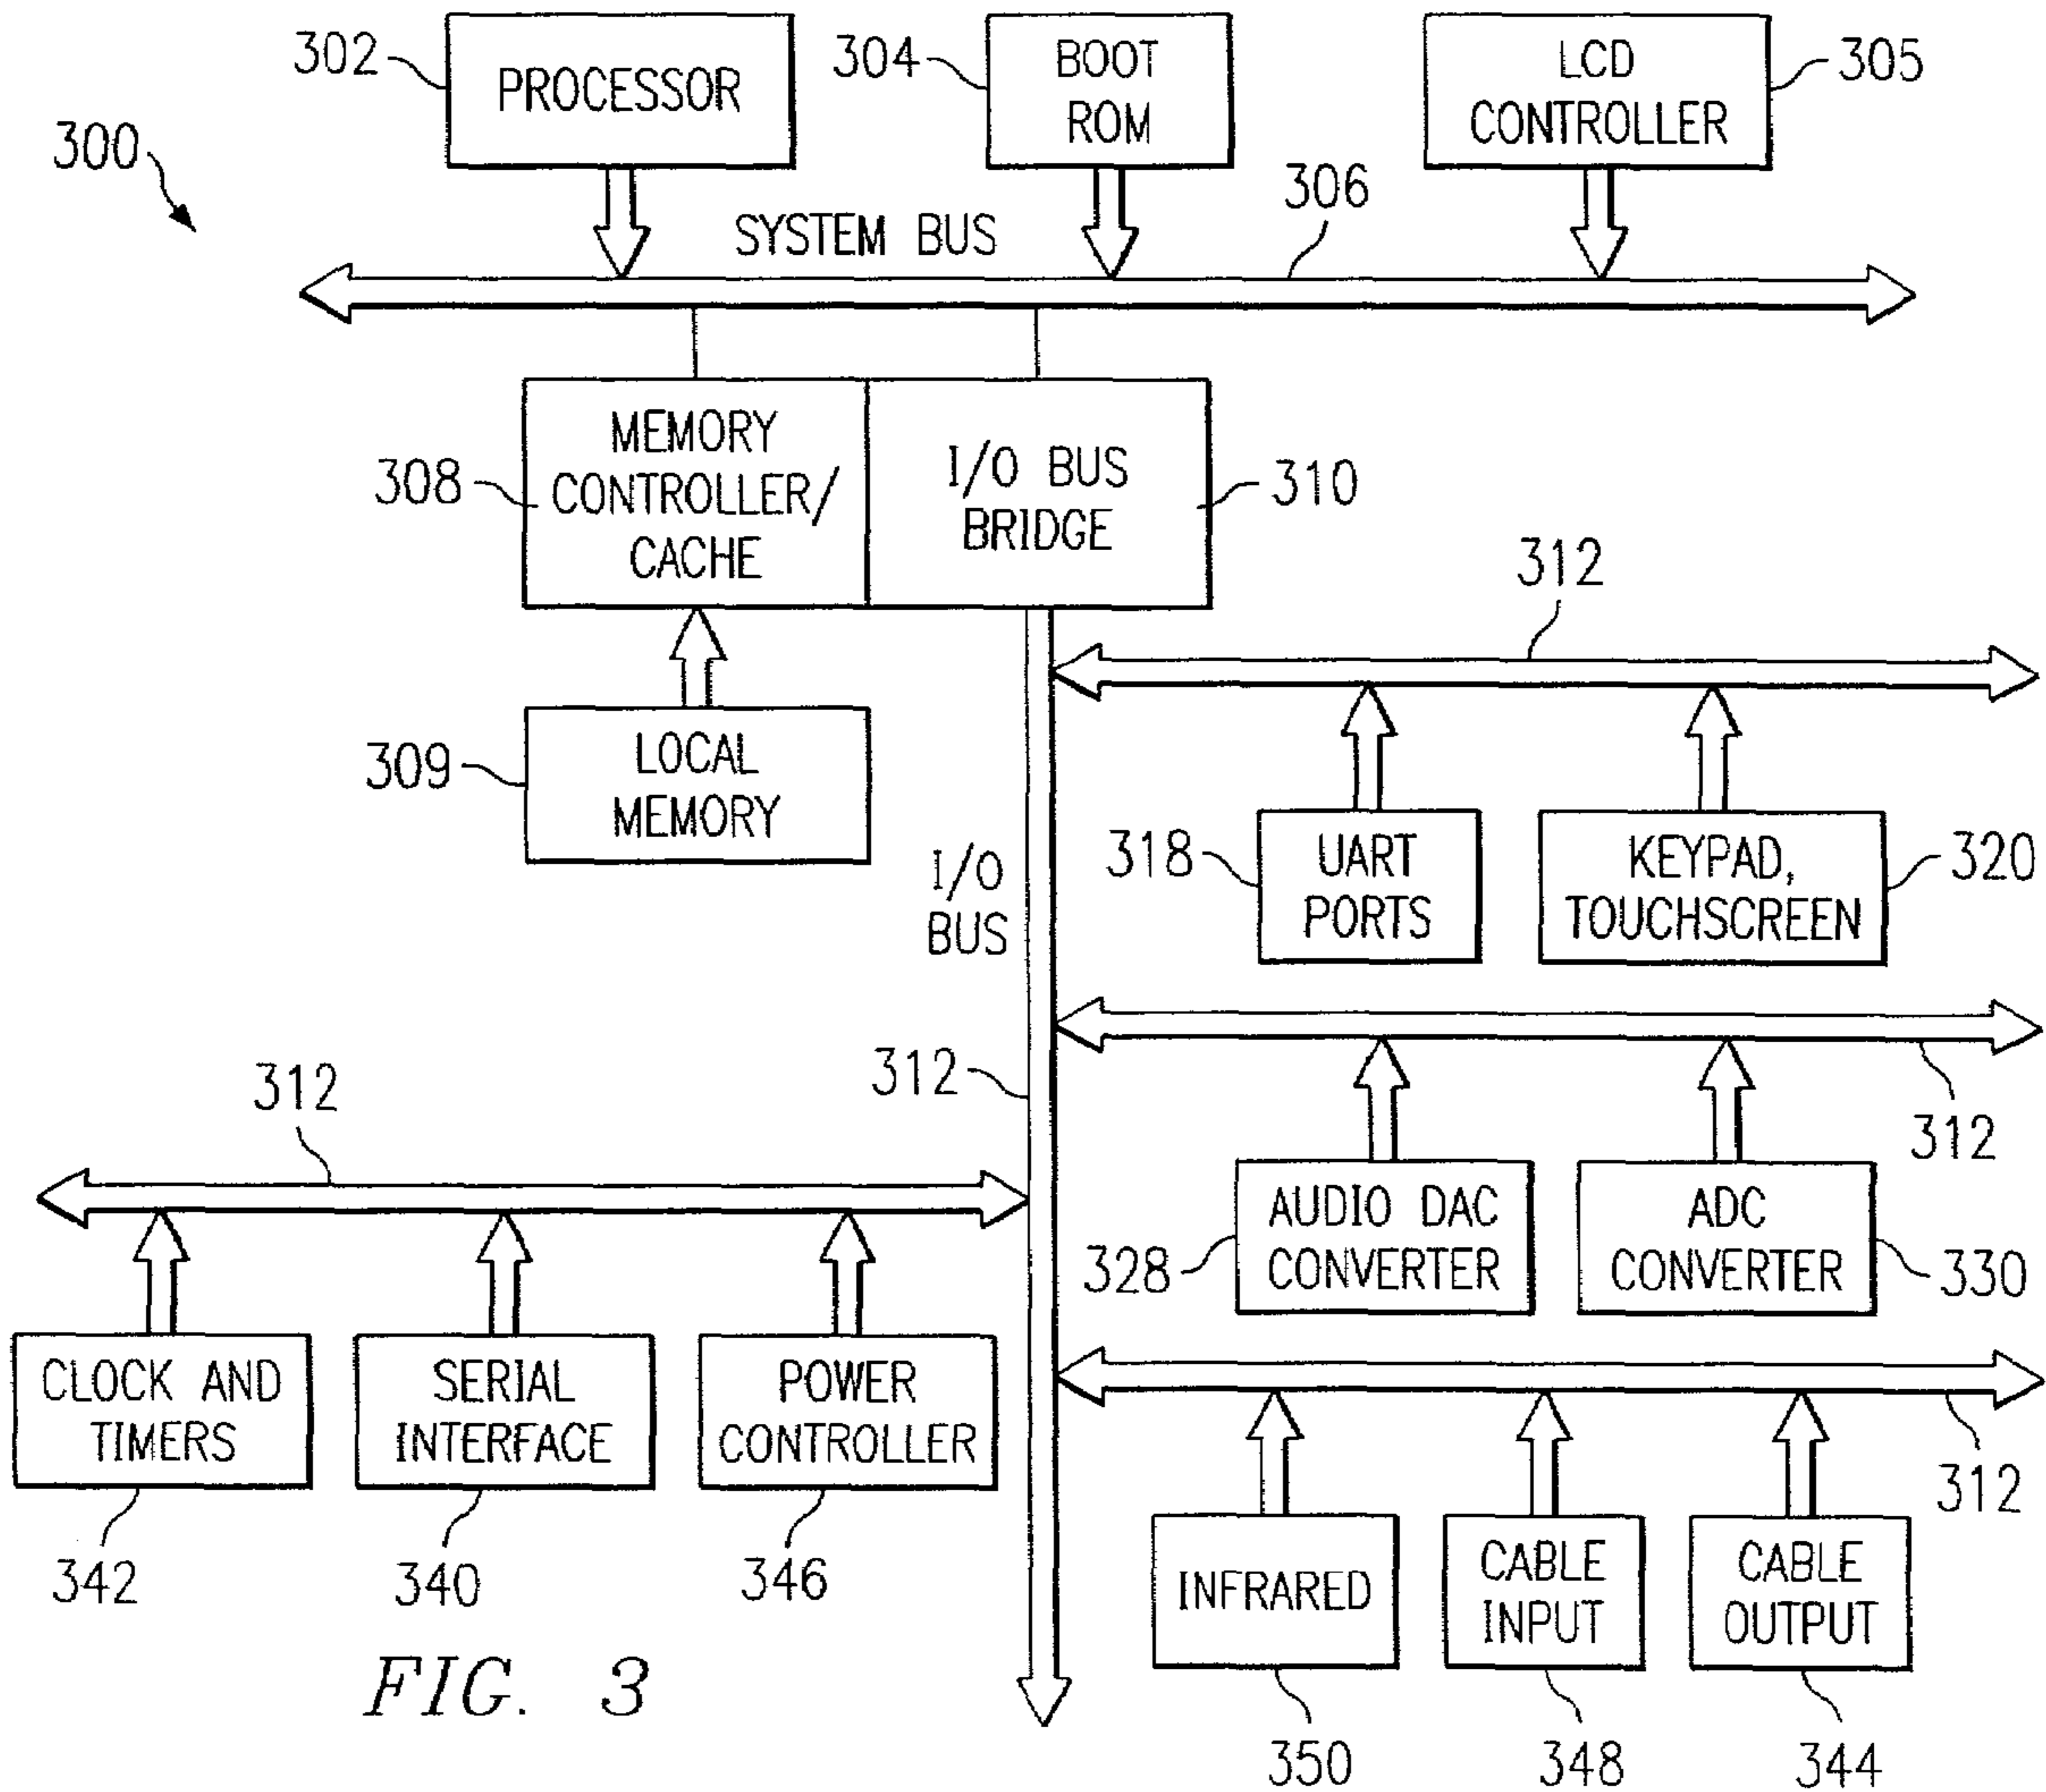 302
PROCESSOR
304
BOOT
ROM
LCD
CONTROLLER
305
300
SYSTEM BUS
306
308
MEMORY
CONTROLLER/
CACHE
I/O BUS
BRIDGE
310
312
309
LOCAL
MEMORY
I/O
BUS
318
UART
PORTS
KEYPAD,
TOUCHSCREEN
320
312
312
312
328
AUDIO DAC
CONVERTER
ADC
CONVERTER
330
CLOCK AND
TIMERS
SERIAL
INTERFACE
POWER
CONTROLLER
312
342
340
346
INFRARED
CABLE
INPUT
CABLE
OUTPUT
350
348
344
FIG. 3